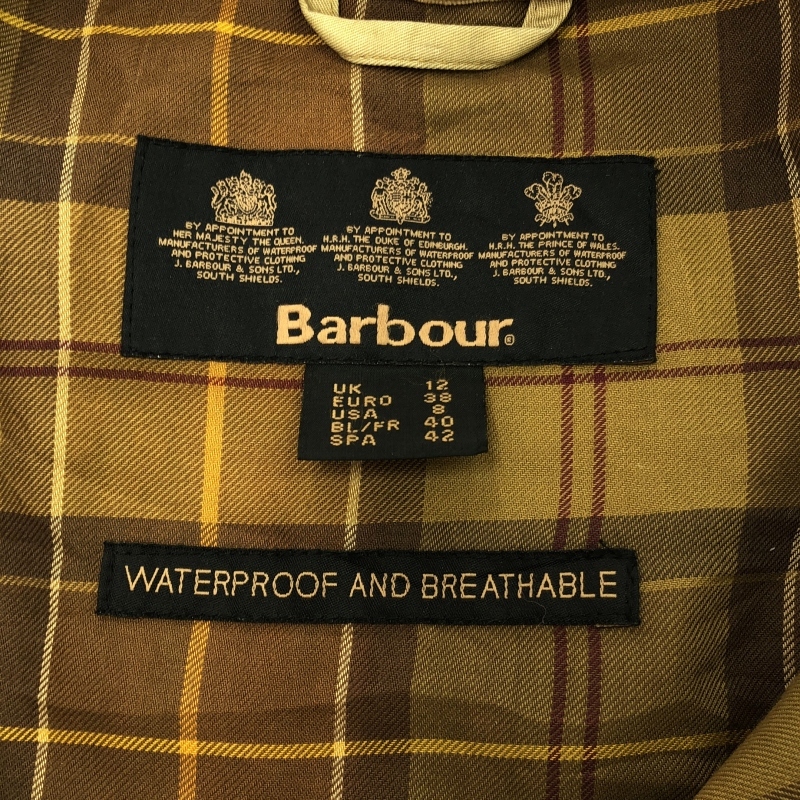 BY APPOINTMENT TO
HER MAJESTY THE QUEEN.
MANUFACTURERS OF WATERPROOF
AND PROTECTIVE CLOTHING
J. BARBOUR & SONS LTD.,
SOUTH SHIELDS.
BY APPOINTMENT TO
H.R.H. THE DUKE OF EDINBURGH.
MANUFACTURERS OF WATERPROOF
AND PROTECTIVE CLOTHING
J. BARBOUR & SONS LTD.,
SOUTH SHIELDS.
BY APPOINTMENT TO
H.R.H. THE PRINCE OF WALES.
MANUFACTURERS OF WATERPROOF
AND PROTECTIVE CLOTHING
J. BARBOUR & SONS LTD.,
SOUTH SHIELDS.
Barbour®
UK 12
EURO 38
USA 8
BL/FR 40
SPA 42
WATERPROOF AND BREATHABLE